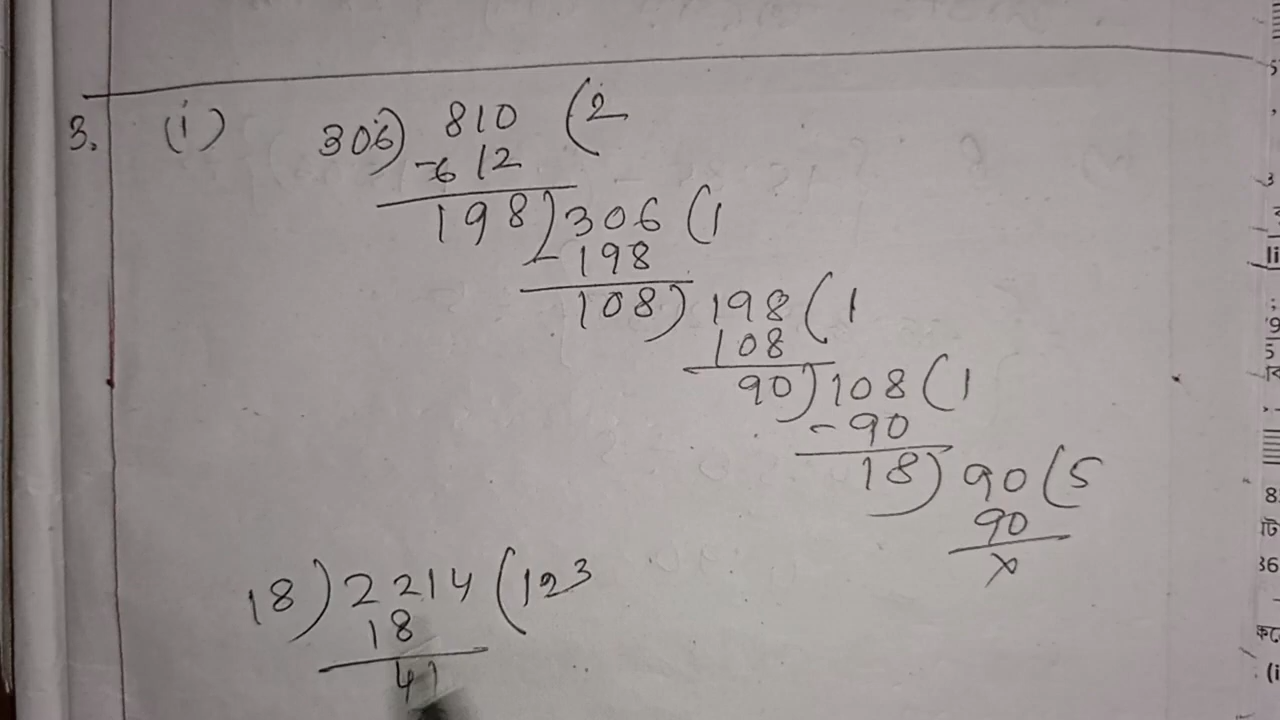 3. (i) 306) 810 (2
-612
198) 306 (1
- 198
108) 198 (1
108
90) 108 (1
- 90
18) 90 (5
90
x
18) 2214 (123
18
41